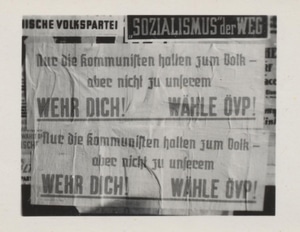 ISCHE VOLKSPARTEI
„SOZIALISMUS" der WEG
Nur die Kommunisten halten zum Volk –
aber nicht zu unserem
WEHR DICH! WÄHLE ÖVP!
Nur die Kommunisten halten zum Volk –
aber nicht zu unserem
WEHR DICH! WÄHLE ÖVP!